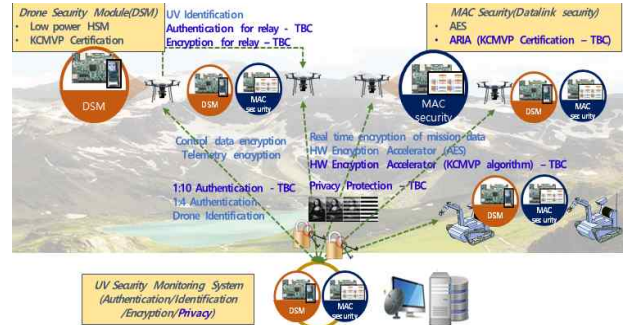 Drone Security Module(DSM)
• Low power HSM
• KCMVP Certification
UV Identification
Authentication for relay - TBC
Encryption for relay – TBC
MAC Security(Datalink security)
• AES
• ARIA (KCMVP Certification – TBC)
DSM
DSM
MAC
security
MAC
security
DSM
MAC
security
Control data encryption
Telemetry encryption
Real time encryption of mission data
HW Encryption Accelerator (AES)
HW Encryption Accelerator (KCMVP algorithm) – TBC
1:10 Authentication - TBC
1:4 Authentication
Drone Identification
Privacy Protection – TBC
DSM
MAC
security
UV Security Monitoring System
(Authentication/Identification
/Encryption/Privacy)
DSM
MAC
security